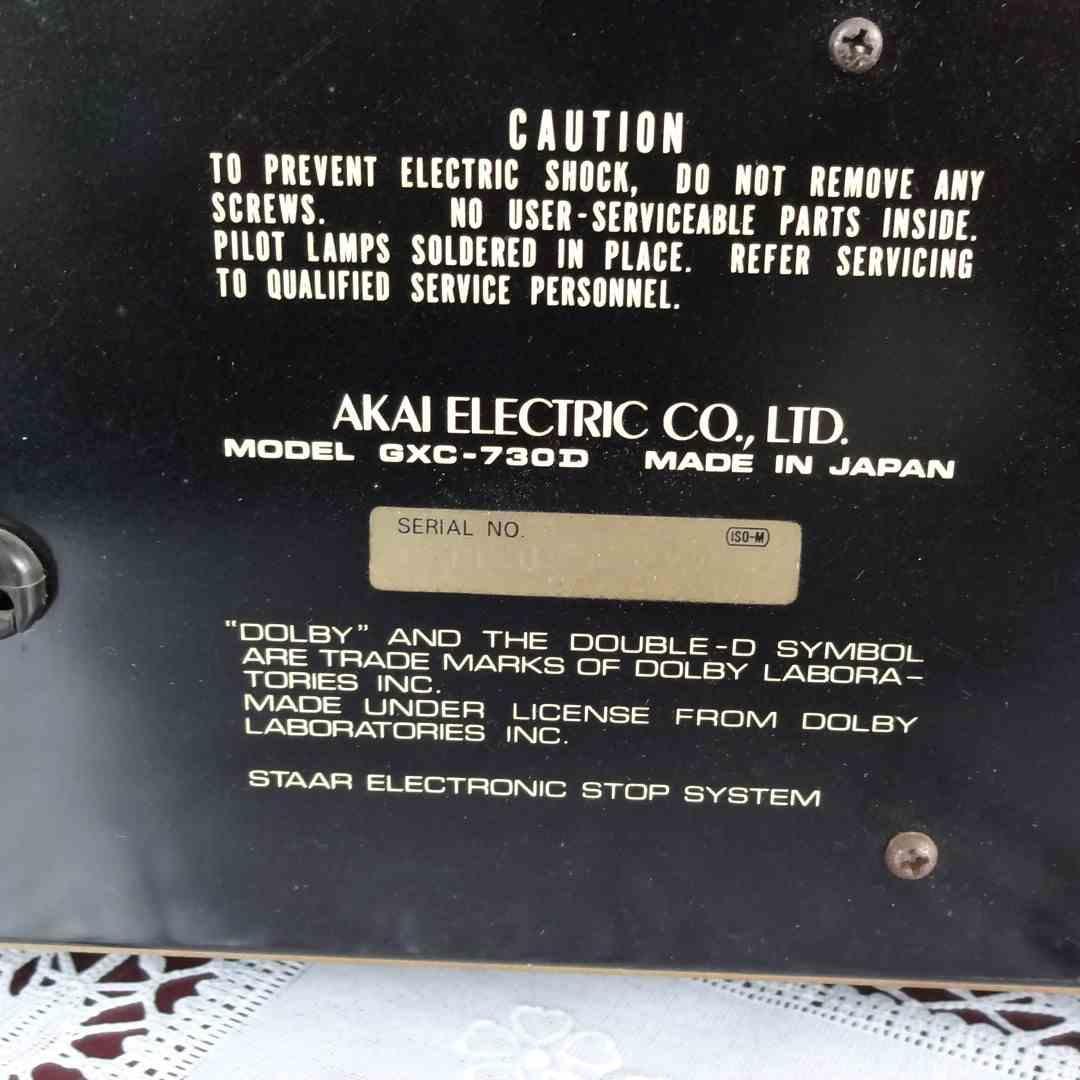 CAUTION
TO PREVENT ELECTRIC SHOCK, DO NOT REMOVE ANY
SCREWS. NO USER-SERVICEABLE PARTS INSIDE.
PILOT LAMPS SOLDERED IN PLACE. REFER SERVICING
TO QUALIFIED SERVICE PERSONNEL.
AKAI ELECTRIC CO., LTD.
MODEL GXC-730D MADE IN JAPAN
SERIAL NO. ISO-M
"DOLBY" AND THE DOUBLE-D SYMBOL
ARE TRADE MARKS OF DOLBY LABORA-
TORIES INC.
MADE UNDER LICENSE FROM DOLBY
LABORATORIES INC.
STAAR ELECTRONIC STOP SYSTEM